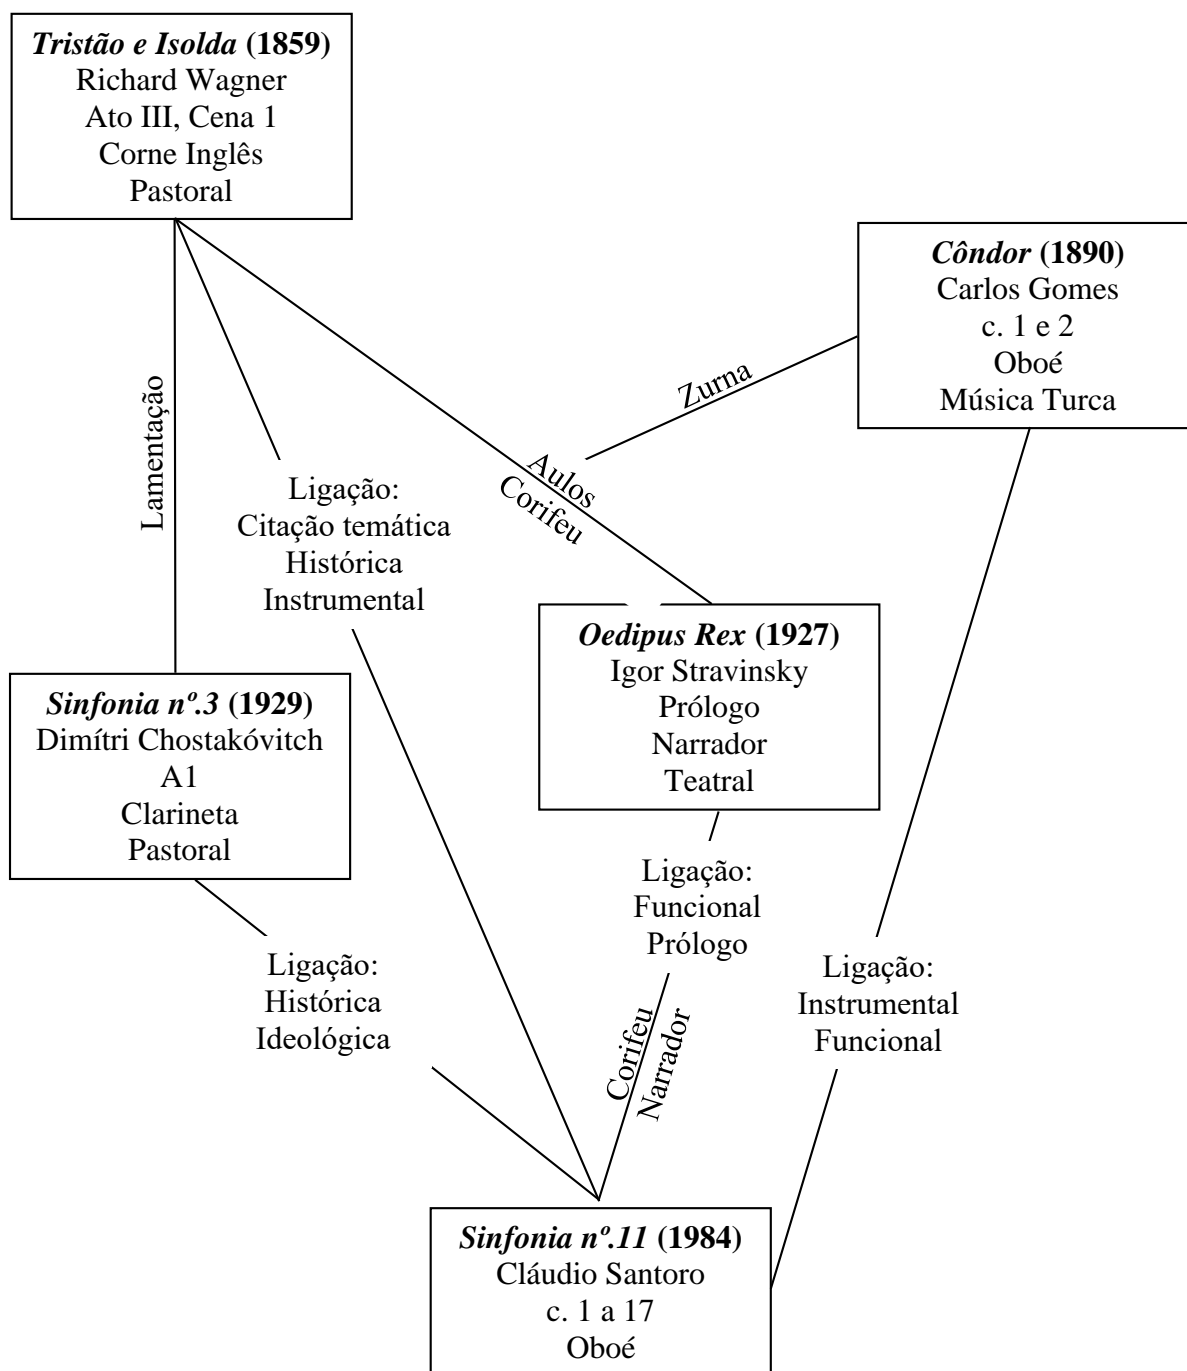 Tristão e Isolda (1859)
Richard Wagner
Ato III, Cena 1
Corne Inglês
Pastoral
Côndor (1890)
Carlos Gomes
c. 1 e 2
Oboé
Música Turca
Zurna
Lamentação
Aulos
Corifeu
Ligação:
Citação temática
Histórica
Instrumental
Oedipus Rex (1927)
Igor Stravinsky
Prólogo
Narrador
Teatral
Sinfonia nº.3 (1929)
Dimítri Chostakóvitch
A1
Clarineta
Pastoral
Ligação:
Funcional
Prólogo
Ligação:
Histórica
Ideológica
Ligação:
Instrumental
Funcional
Corifeu
Narrador
Sinfonia nº.11 (1984)
Cláudio Santoro
c. 1 a 17
Oboé